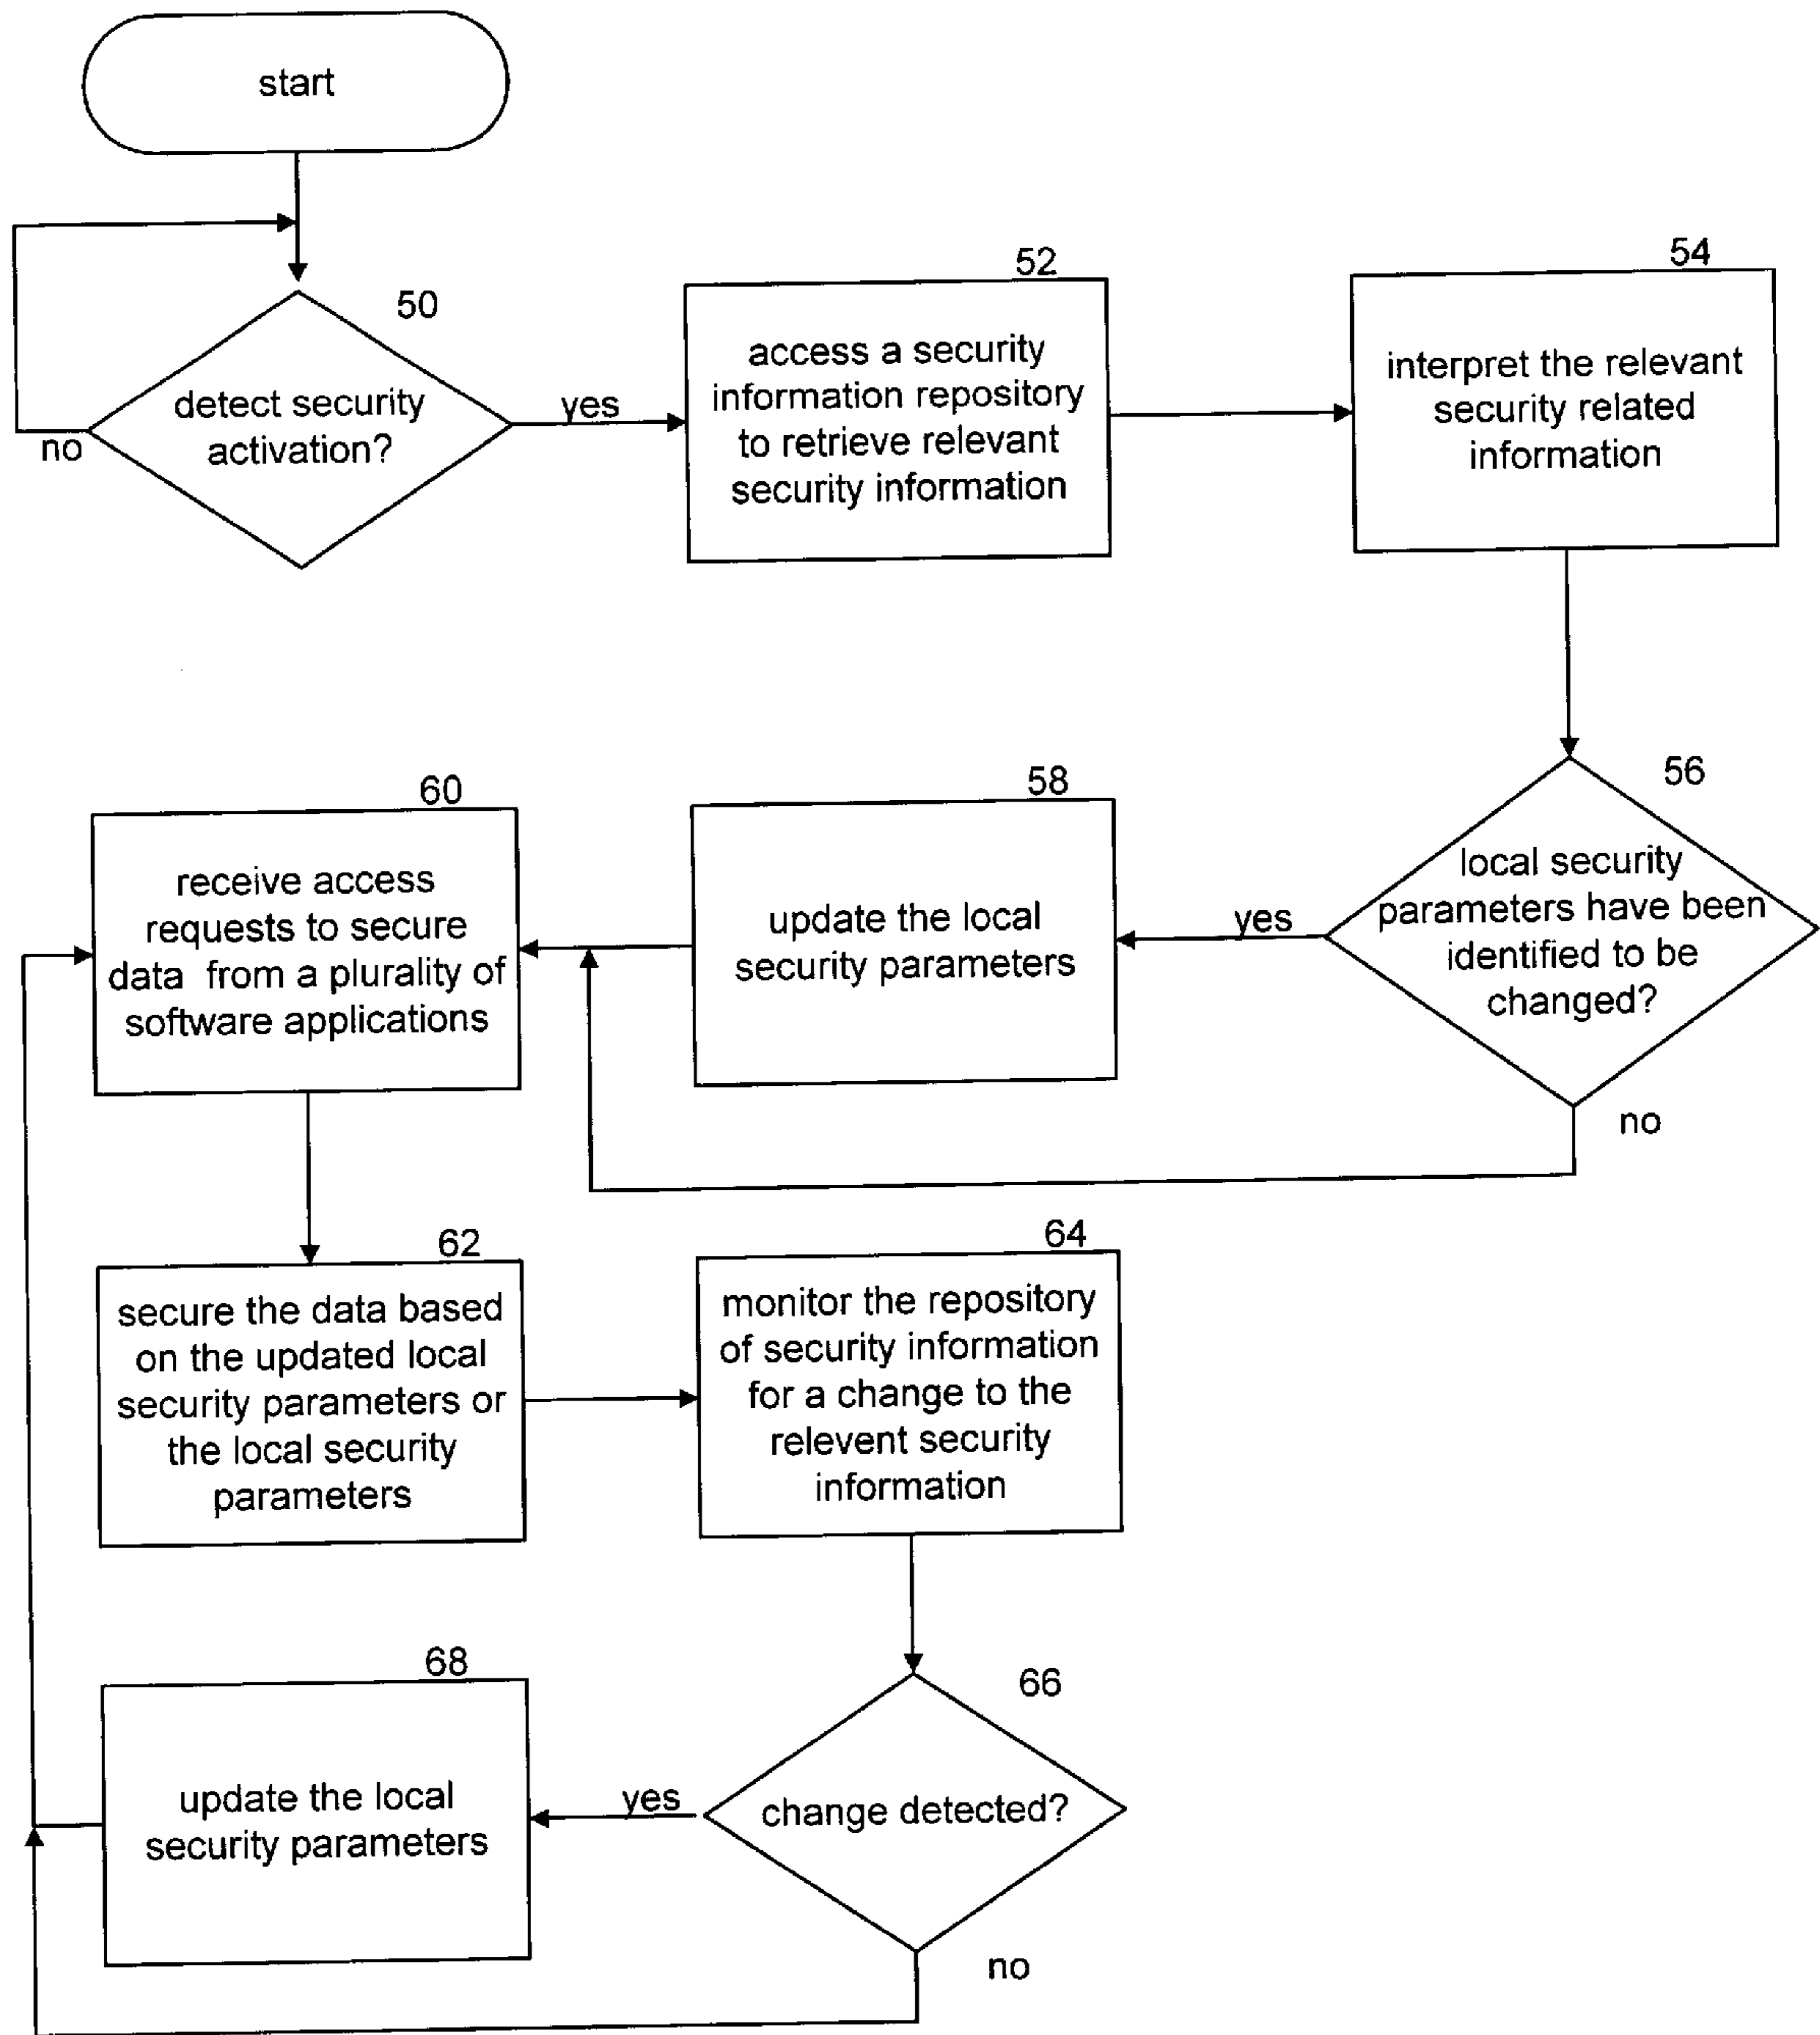 start
50
detect security
activation?
no
yes
52
access a security
information repository
to retrieve relevant
security information
54
interpret the relevant
security related
information
56
local security
parameters have been
identified to be
changed?
yes
no
58
update the local
security parameters
60
receive access
requests to secure
data from a plurality of
software applications
62
secure the data based
on the updated local
security parameters or
the local security
parameters
64
monitor the repository
of security information
for a change to the
relevent security
information
66
change detected?
yes
no
68
update the local
security parameters